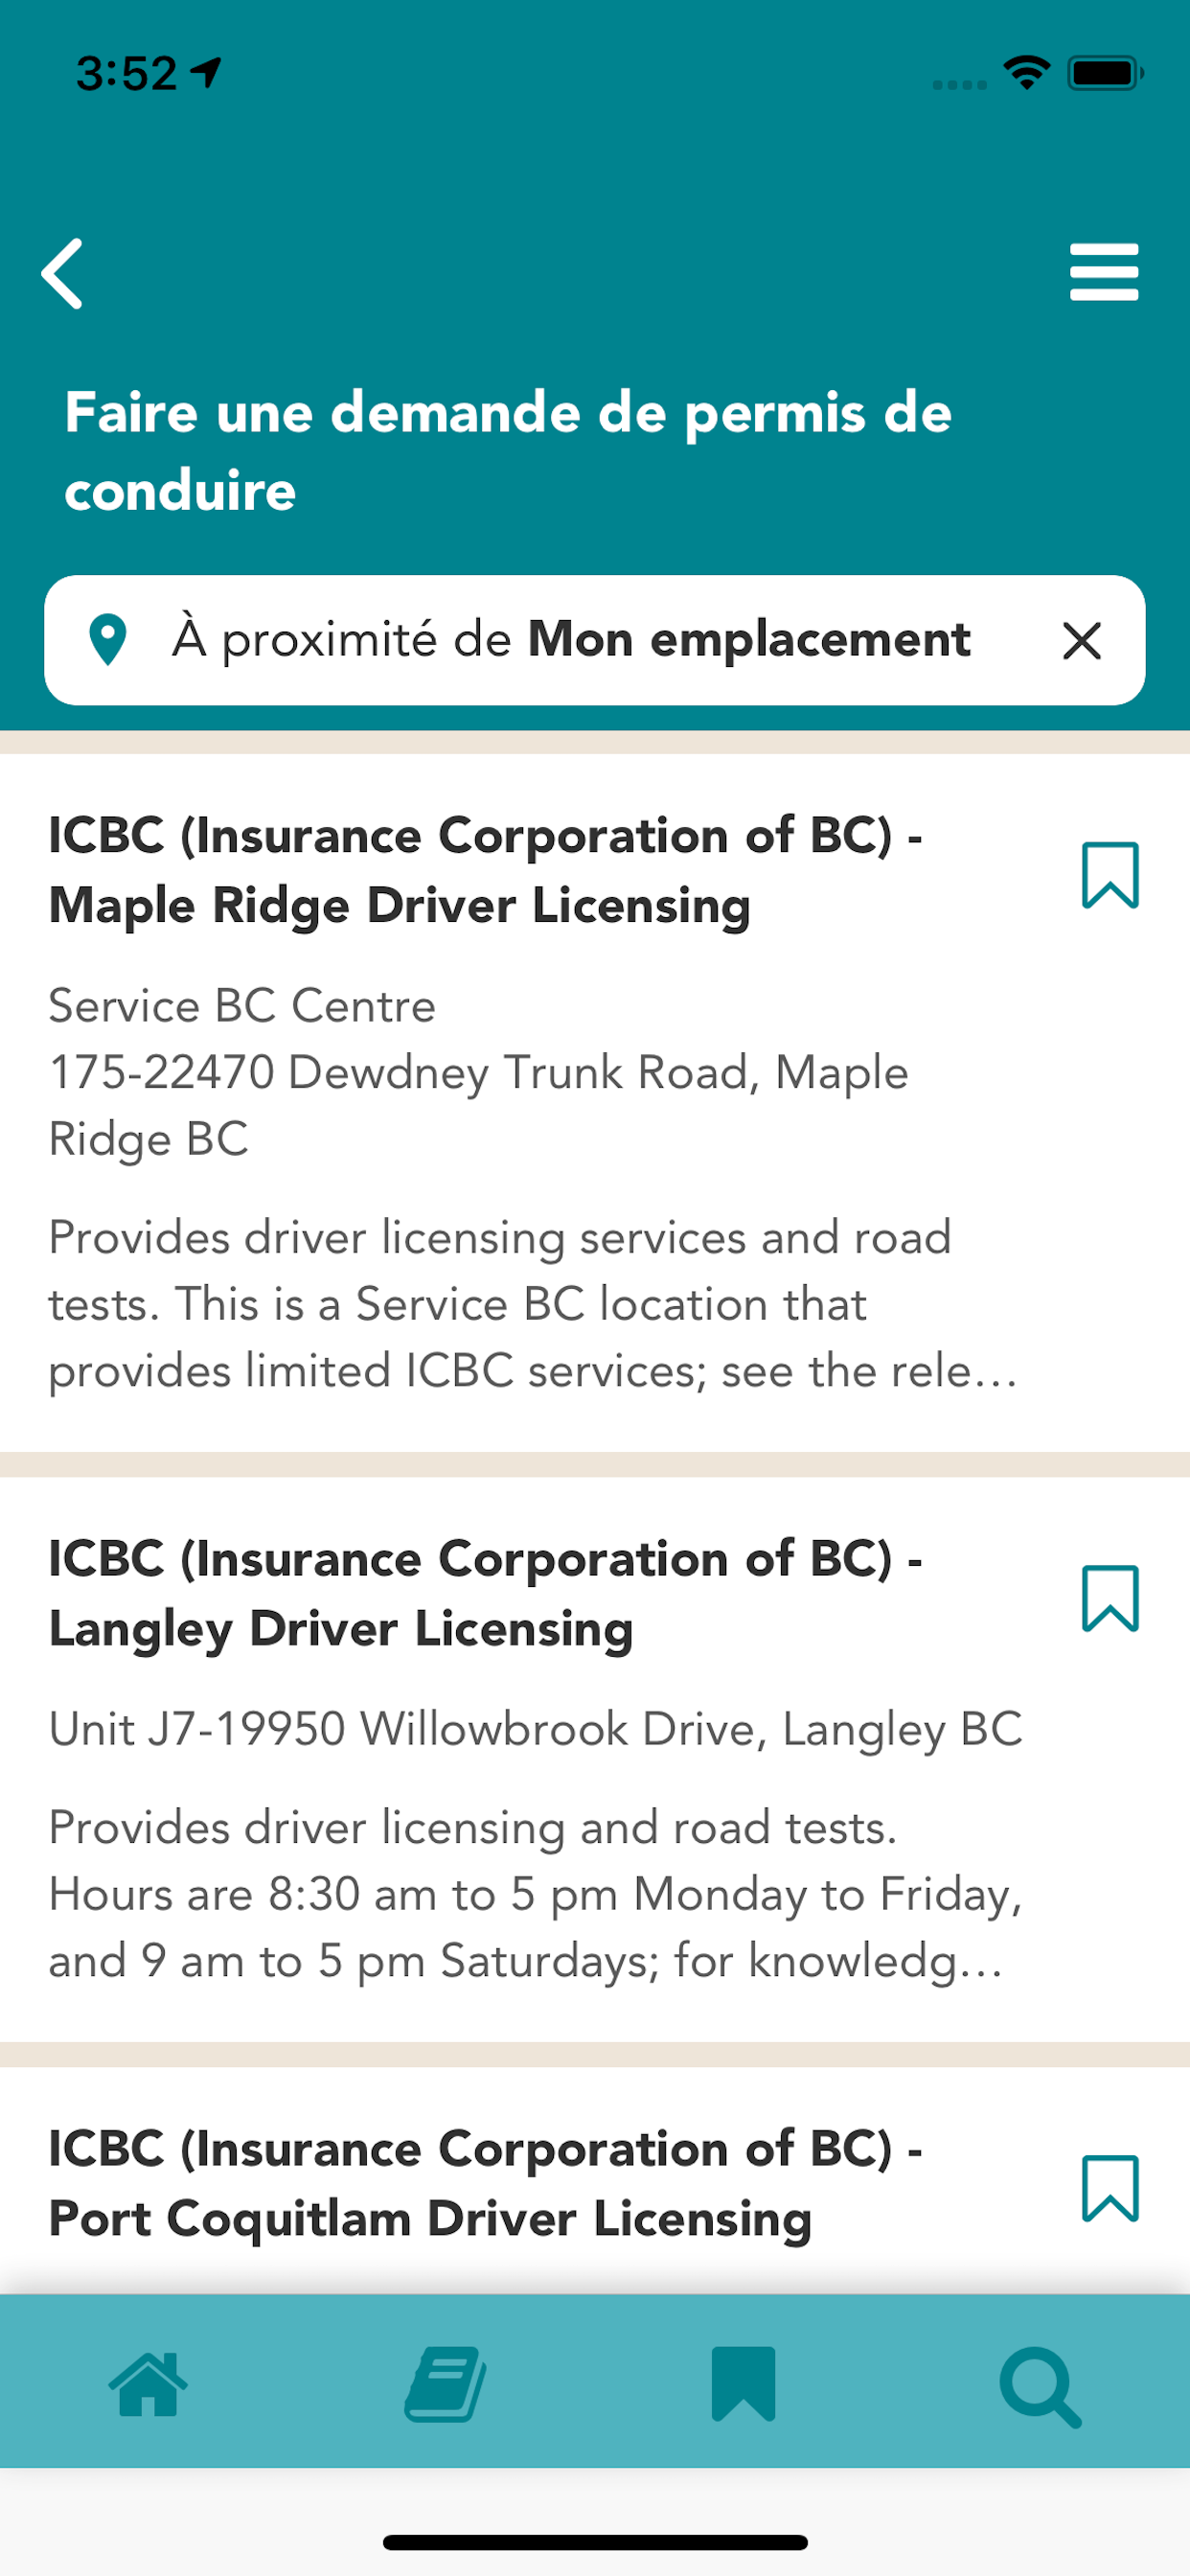 3:52
Faire une demande de permis de
conduire
À proximité de Mon emplacement
ICBC (Insurance Corporation of BC) -
Maple Ridge Driver Licensing
Service BC Centre
175-22470 Dewdney Trunk Road, Maple
Ridge BC
Provides driver licensing services and road
tests. This is a Service BC location that
provides limited ICBC services; see the rele...
ICBC (Insurance Corporation of BC) -
Langley Driver Licensing
Unit J7-19950 Willowbrook Drive, Langley BC
Provides driver licensing and road tests.
Hours are 8:30 am to 5 pm Monday to Friday,
and 9 am to 5 pm Saturdays; for knowledg...
ICBC (Insurance Corporation of BC) -
Port Coquitlam Driver Licensing